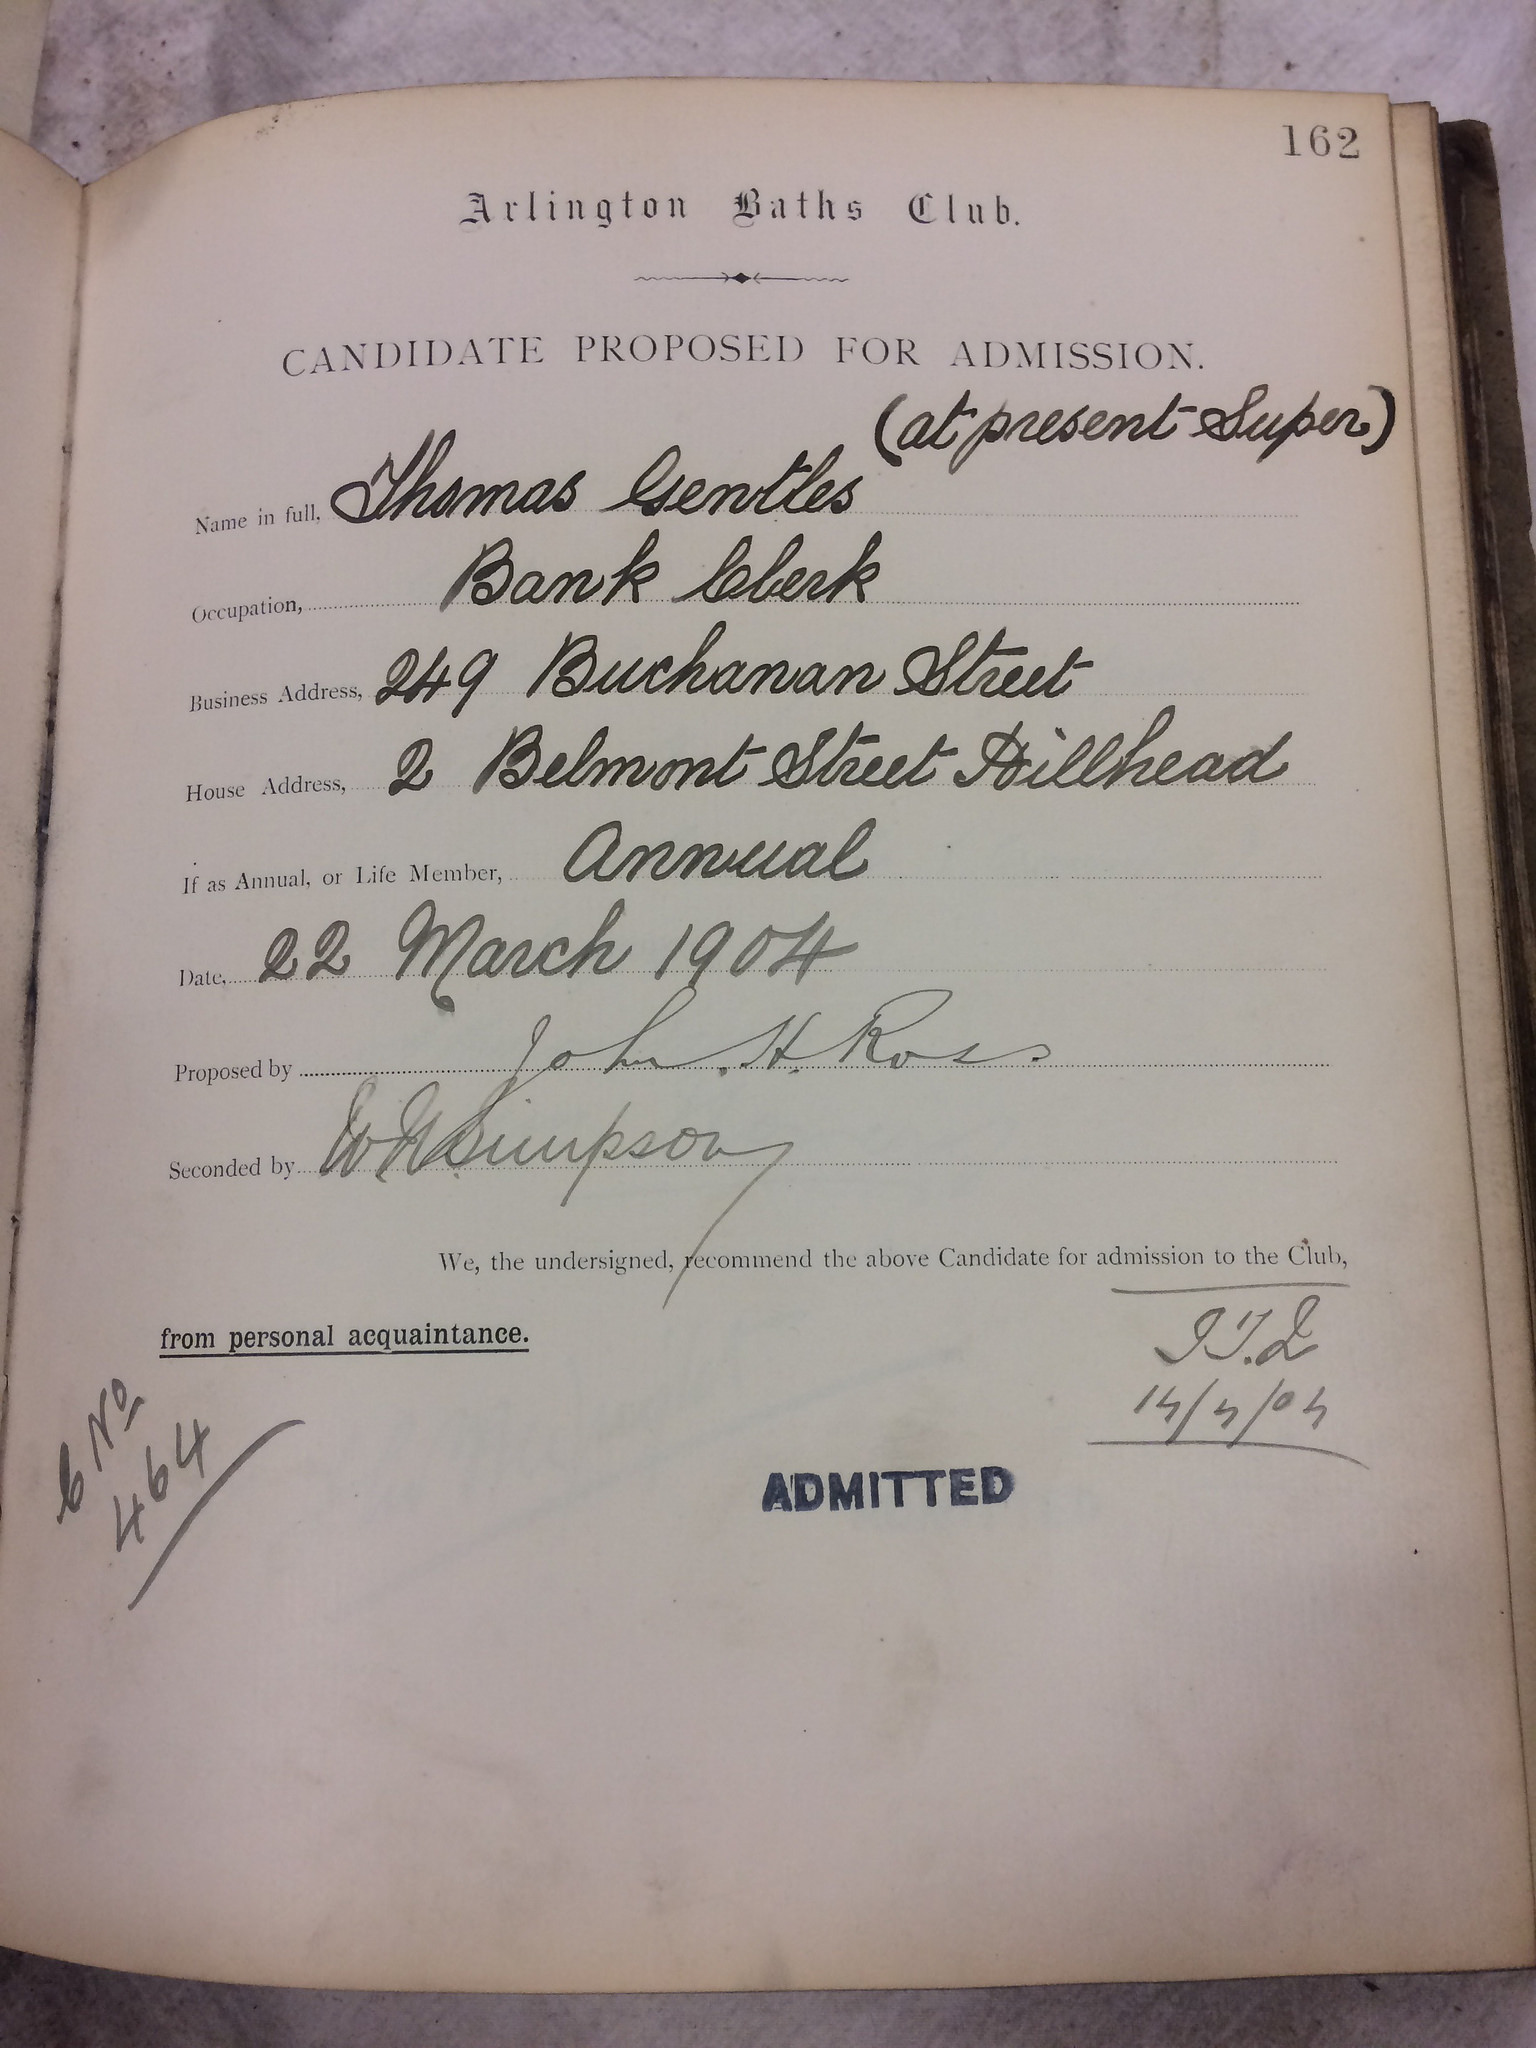 162
Arlington Baths Club.
CANDIDATE PROPOSED FOR ADMISSION.
(at present Super)
Name in full, Thomas Gentles
Occupation, Bank Clerk
Business Address, 249 Buchanan Street
House Address, 2 Belmont Street Hillhead
If as Annual, or Life Member, Annual
Date, 22 March 1904
Proposed by John. H. Ross
Seconded by W. H. Simpson
We, the undersigned, recommend the above Candidate for admission to the Club,
from personal acquaintance.
14/4/04
C No
464
ADMITTED